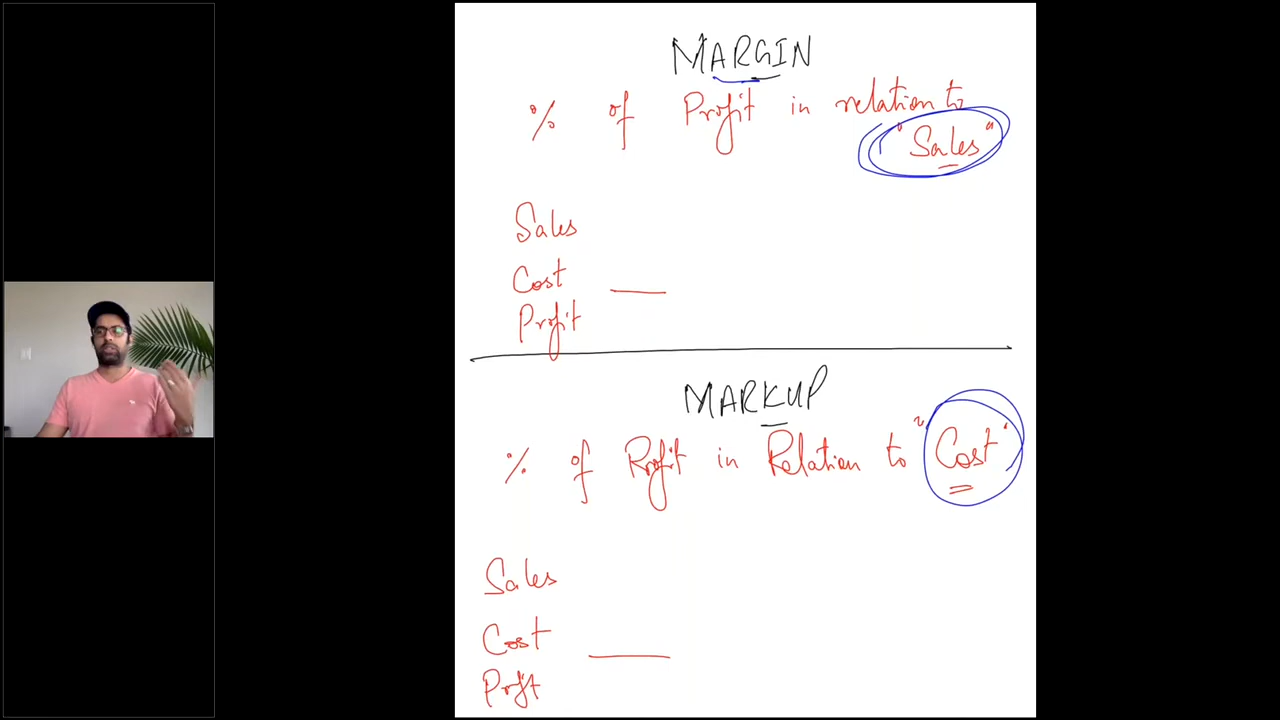 MARGIN
% of Profit in relation to
"Sales"
Sales
Cost
Profit
MARKUP
% of Profit in Relation to "Cost"
Sales
Cost
Profit